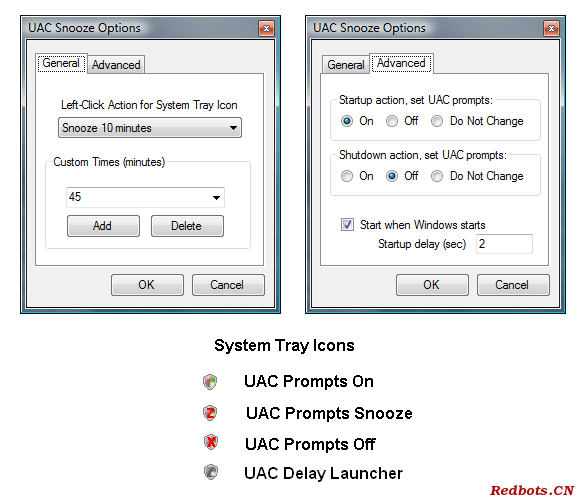 UAC Snooze Options
General Advanced
Left-Click Action for System Tray Icon
Snooze 10 minutes
Custom Times (minutes)
45
Add Delete
OK Cancel
UAC Snooze Options
General Advanced
Startup action, set UAC prompts:
On Off Do Not Change
Shutdown action, set UAC prompts:
On Off Do Not Change
Start when Windows starts
Startup delay (sec) 2
OK Cancel
System Tray Icons
UAC Prompts On
Z UAC Prompts Snooze
UAC Prompts Off
UAC Delay Launcher
Redbots.CN